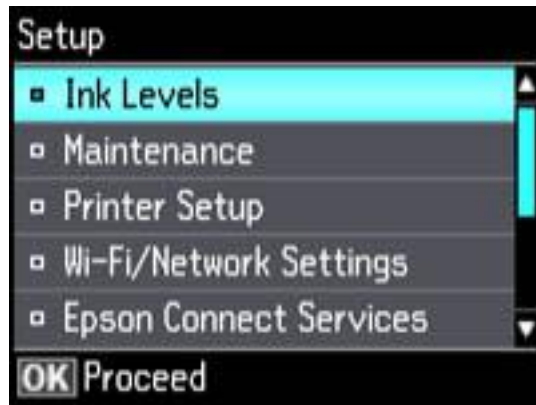 Setup
Ink Levels
Maintenance
Printer Setup
Wi-Fi/Network Settings
Epson Connect Services
OK Proceed